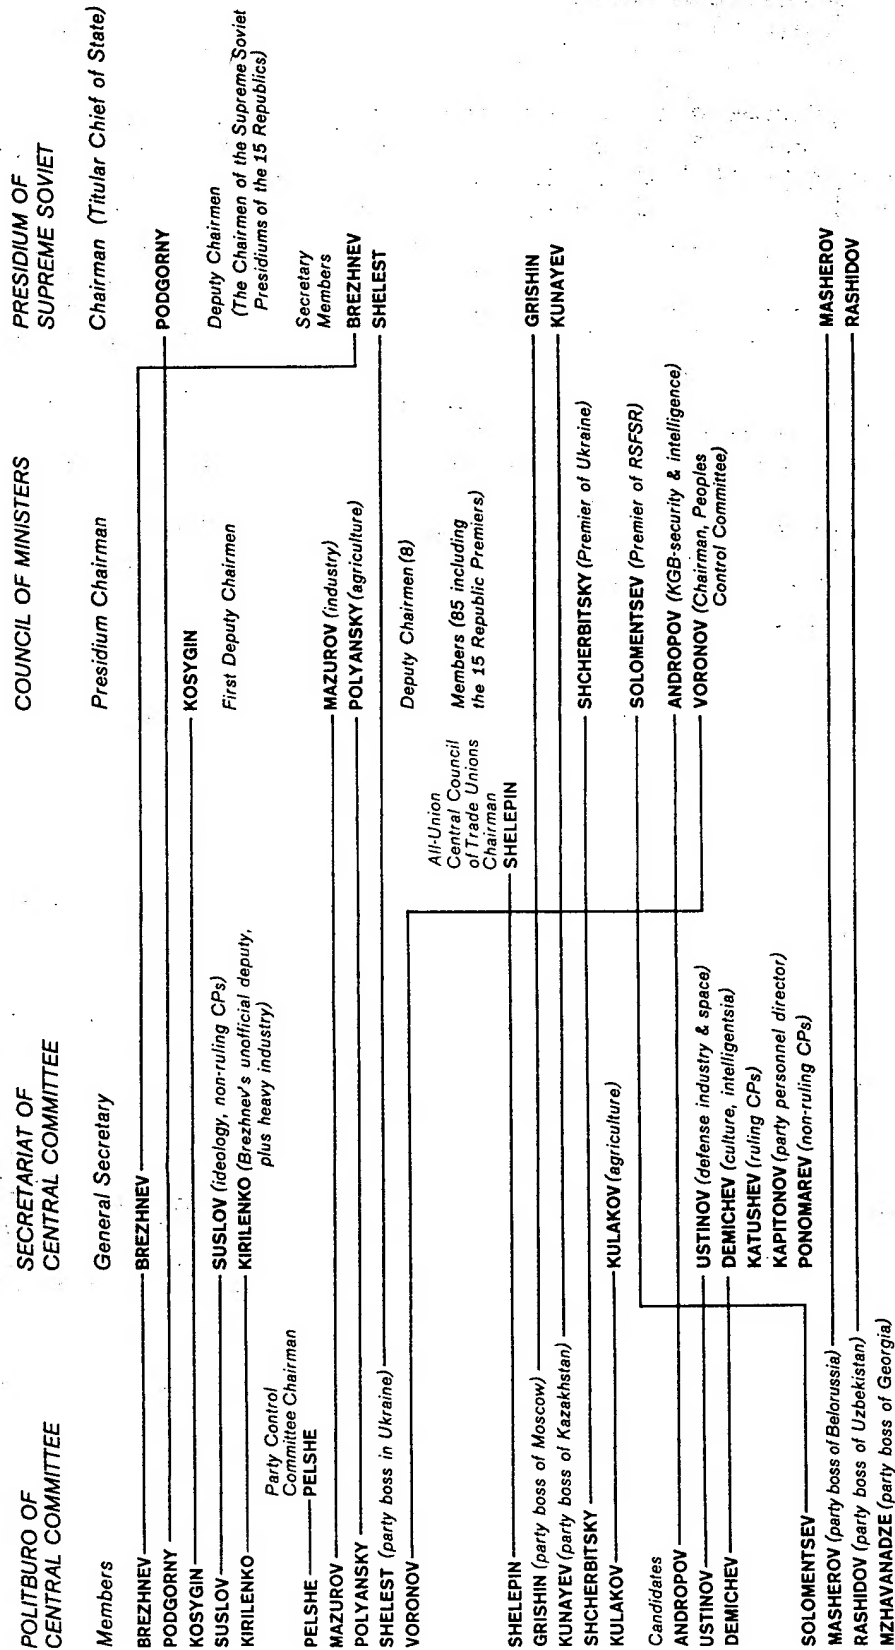 POLITBURO OF
CENTRAL COMMITTEE
Members
BREZHNEV
PODGORNY
KOSYGIN
SUSLOV
KIRILENKO
Party Control
Committee Chairman
PELSHE
PELSHE
MAZUROV
POLYANSKY
SHELEST (party boss in Ukraine)
VORONOV
SHELEPIN
GRISHIN (party boss of Moscow)
KUNAYEV (party boss of Kazakhstan)
SHCHERBITSKY
KULAKOV
Candidates
ANDROPOV
USTINOV
DEMICHEV
SOLOMENTSEV
MASHEROV (party boss of Belorussia)
RASHIDOV (party boss of Uzbekistan)
MZHAVANADZE (party boss of Georgia)
SECRETARIAT OF
CENTRAL COMMITTEE
General Secretary
BREZHNEV
SUSLOV (ideology, non-ruling CPs)
KIRILENKO (Brezhnev's unofficial deputy,
plus heavy industry)
KULAKOV (agriculture)
USTINOV (defense industry & space)
DEMICHEV (culture, intelligentsia)
KATUSHEV (ruling CPs)
KAPITONOV (party personnel director)
PONOMAREV (non-ruling CPs)
All-Union
Central Council
of Trade Unions
Chairman
SHELEPIN
COUNCIL OF MINISTERS
Presidium Chairman
KOSYGIN
First Deputy Chairmen
MAZUROV (industry)
POLYANSKY (agriculture)
Deputy Chairmen (8)
Members (85 including
the 15 Republic Premiers)
SHCHERBITSKY (Premier of Ukraine)
SOLOMENTSEV (Premier of RSFSR)
ANDROPOV (KGB-security & intelligence)
VORONOV (Chairman, Peoples
Control Committee)
PRESIDIUM OF
SUPREME SOVIET
Chairman (Titular Chief of State)
PODGORNY
Deputy Chairmen
(The Chairmen of the Supreme Soviet
Presidiums of the 15 Republics)
Secretary
Members
BREZHNEV
SHELEST
GRISHIN
KUNAYEV
MASHEROV
RASHIDOV